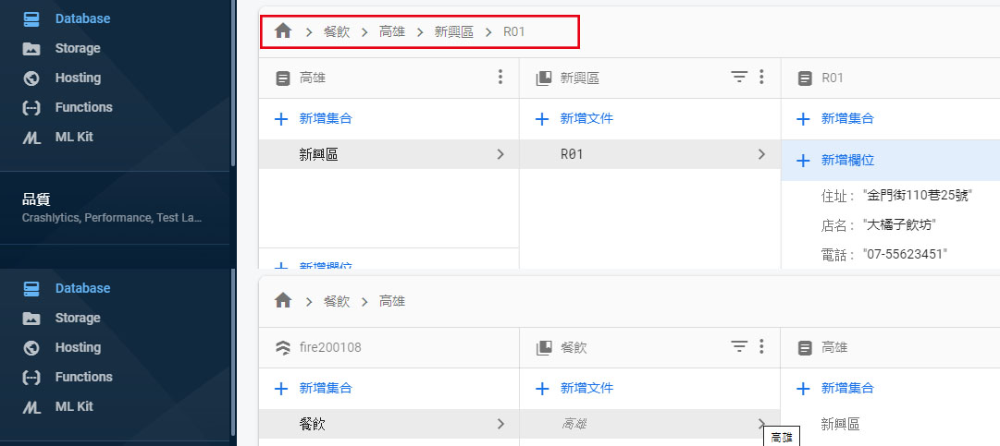 Database
Storage
Hosting
Functions
ML Kit
品質
Crashlytics, Performance, Test La...
餐飲 > 高雄 > 新興區 > R01
高雄 新興區 R01
+ 新增集合 + 新增文件 + 新增集合
新興區 > R01 > + 新增欄位
住址： "金門街110巷25號"
店名： "大橘子飲坊"
電話： "07-55623451"
+ 新增欄位
Database
Storage
Hosting
Functions
ML Kit
餐飲 > 高雄
fire200108 餐飲 高雄
+ 新增集合 + 新增文件 + 新增集合
餐飲 > 高雄 > 新興區
高雄